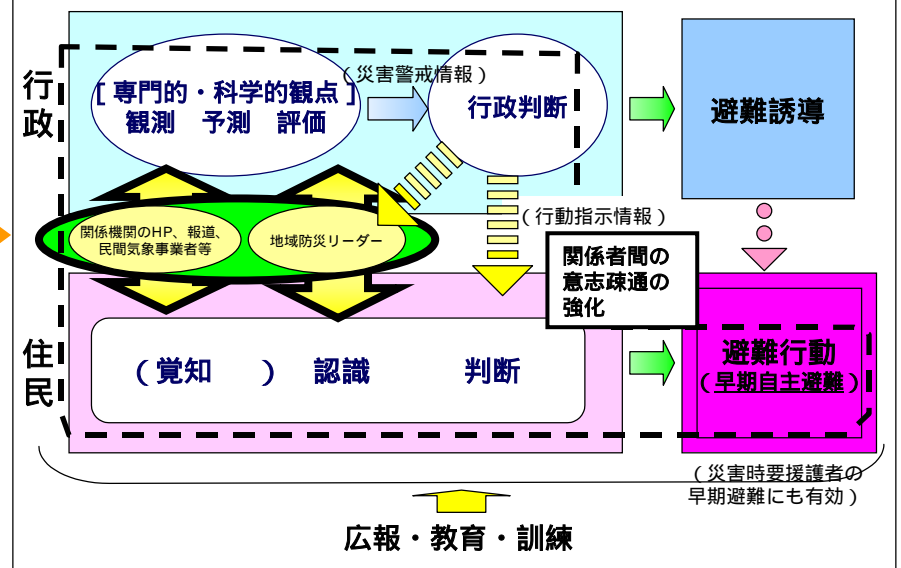 行
政
(災害警戒情報)
[専門的・科学的観点]
観測 予測 評価
行政判断
避難誘導
関係機関のHP、報道、
民間気象事業者等
地域防災リーダー
(行動指示情報)
関係者間の
意志疎通の
強化
住
民
(覚知 ) 認識 判断
避難行動
(早期自主避難)
(災害時要援護者の
早期避難にも有効)
広報・教育・訓練